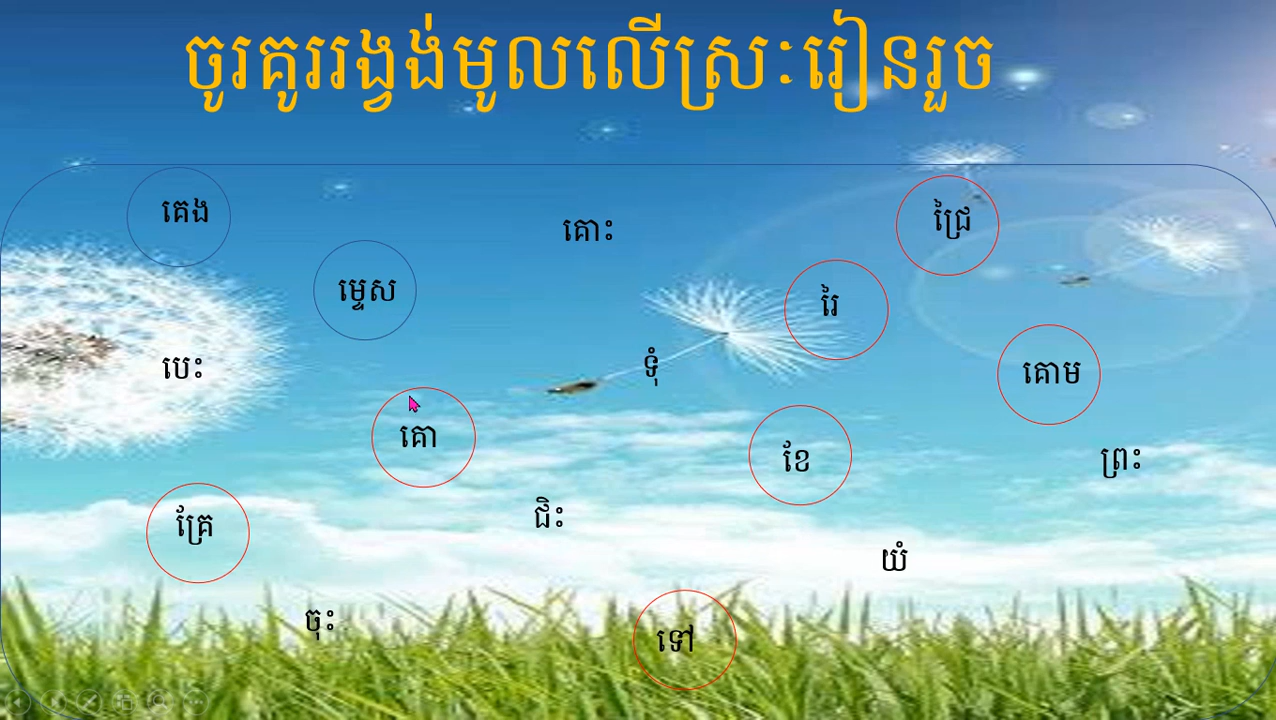 ចូរគូររង្វង់មូលលើស្រៈរៀនរួច
គេង
គោះ
ជ្រៃ
ម្ទេស
រៃ
បេះ
ទុំ
គោម
គោ
ខែ
ព្រះ
គ្រែ
ជិះ
យំ
ចុះ
ទៅ